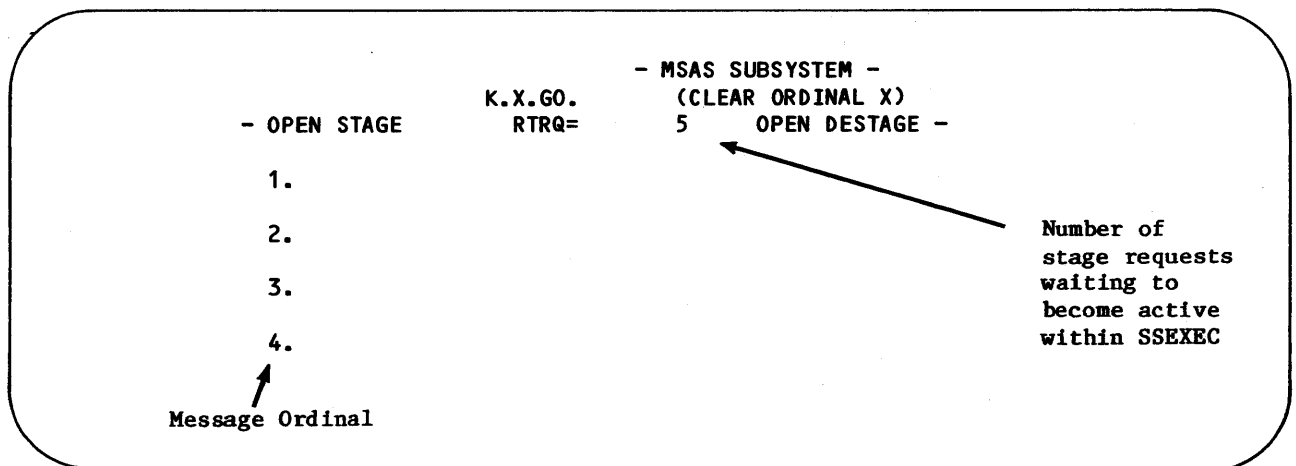 - MSAS SUBSYSTEM -
K.X.GO. (CLEAR ORDINAL X)
- OPEN STAGE RTRQ= 5 OPEN DESTAGE -
1.
2.
3.
4.
Message Ordinal
Number of
stage requests
waiting to
become active
within SSEXEC